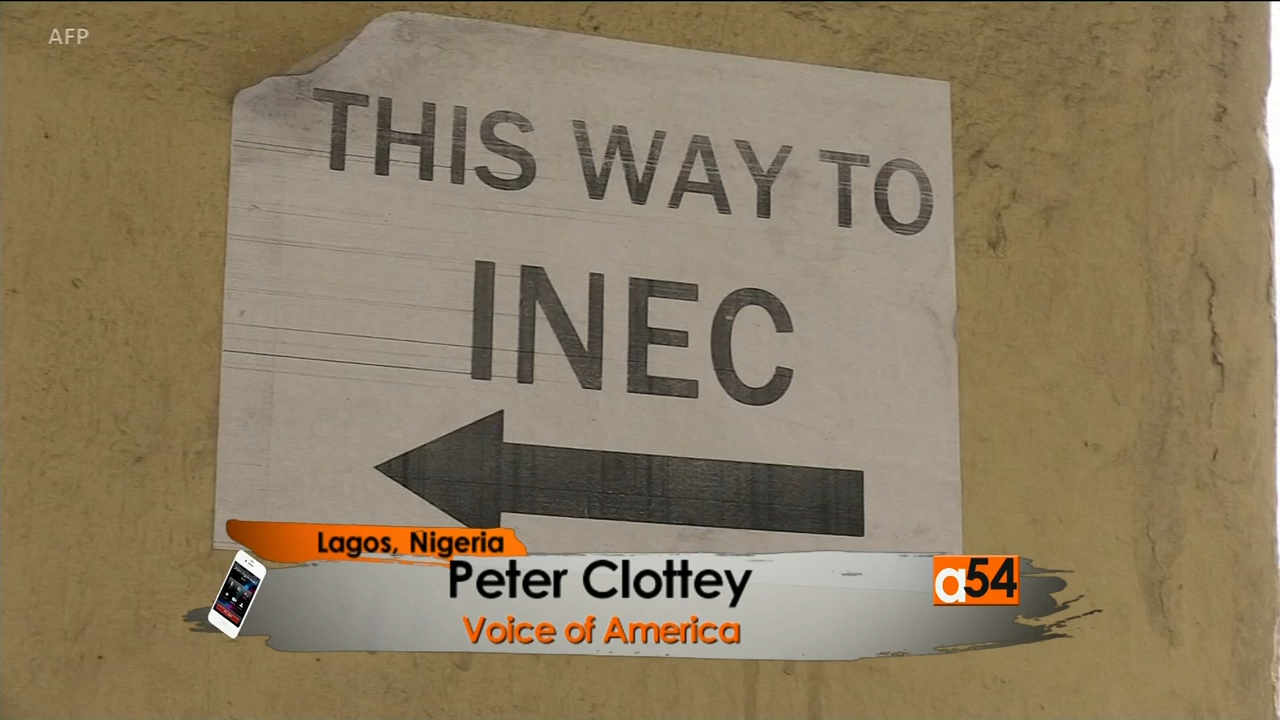 AFP
THIS WAY TO
INEC
Lagos, Nigeria
Peter Clottey
a54
Voice of America